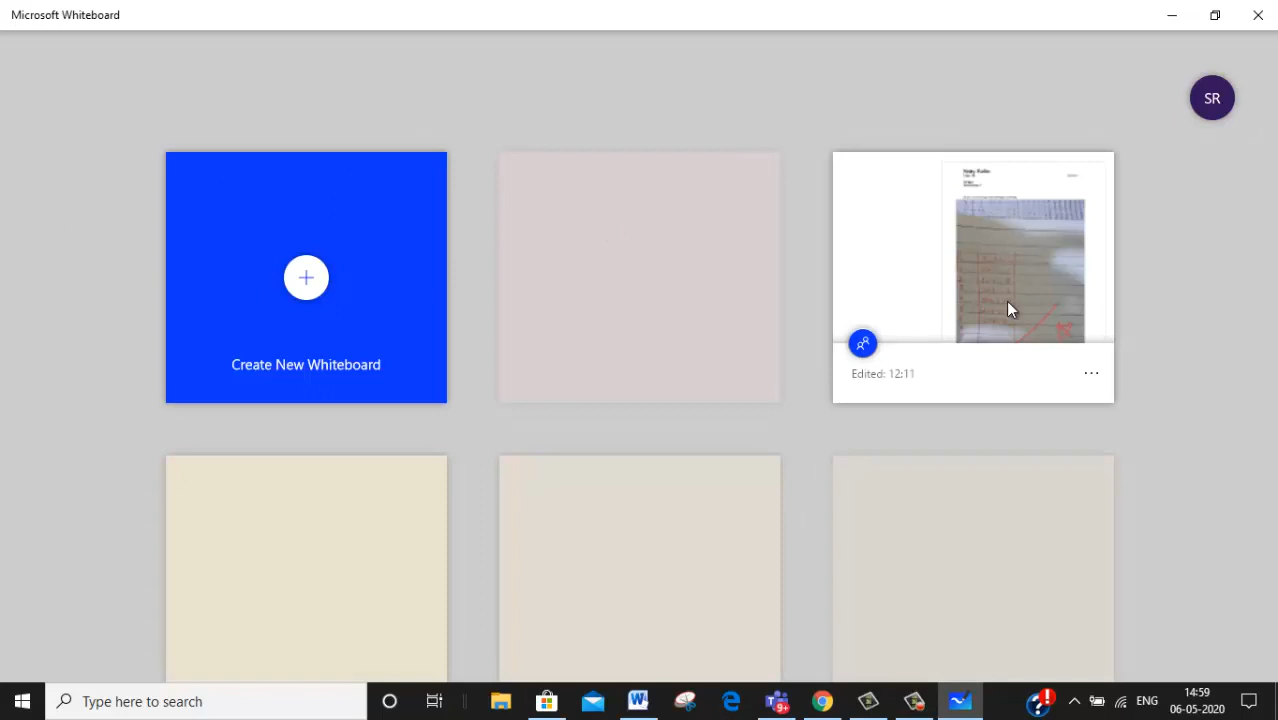 Microsoft Whiteboard
SR
Create New Whiteboard
Edited: 12:11
Type here to search
9+
ENG
14:59
06-05-2020